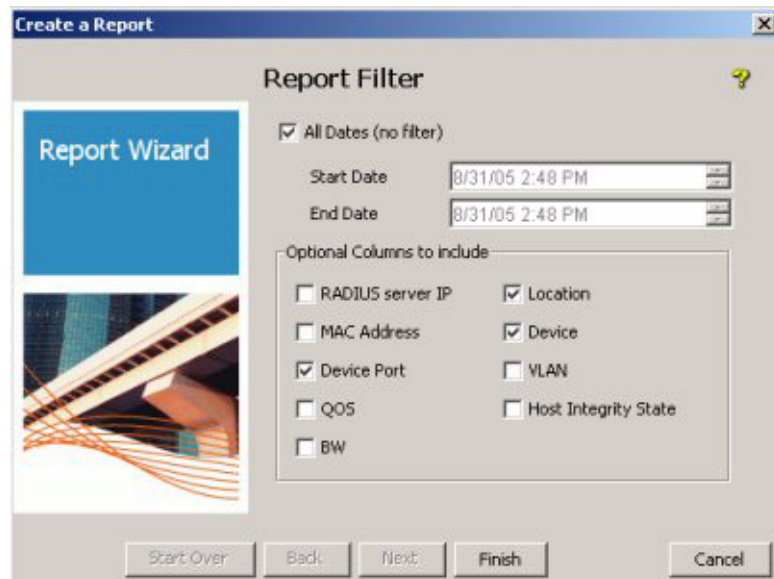 Create a Report
Report Filter
Report Wizard
All Dates (no filter)
Start Date 8/31/05 2:48 PM
End Date 8/31/05 2:48 PM
Optional Columns to include
RADIUS server IP Location
MAC Address Device
Device Port VLAN
QOS Host Integrity State
BW
Start Over Back Next Finish Cancel